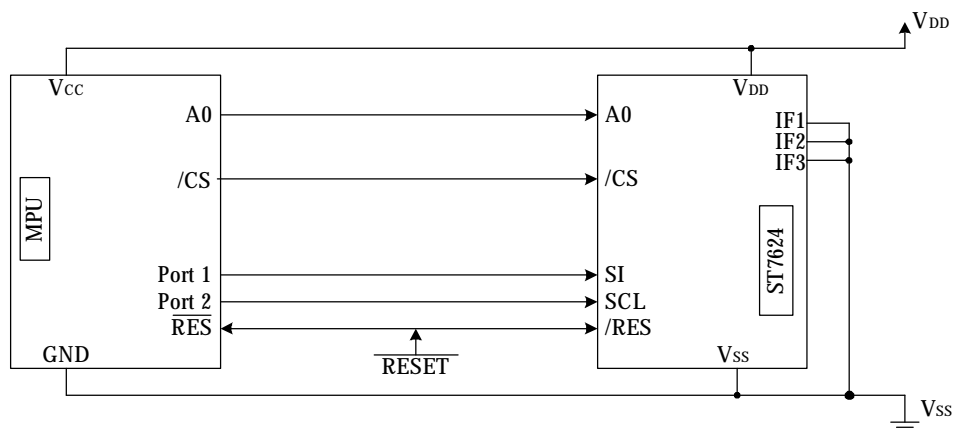 VDD
VCC
VDD
A0
A0
IF1
IF2
IF3
/CS
/CS
MPU
ST7624
Port 1
SI
Port 2
SCL
RES
/RES
GND
RESET
VSS
VSS